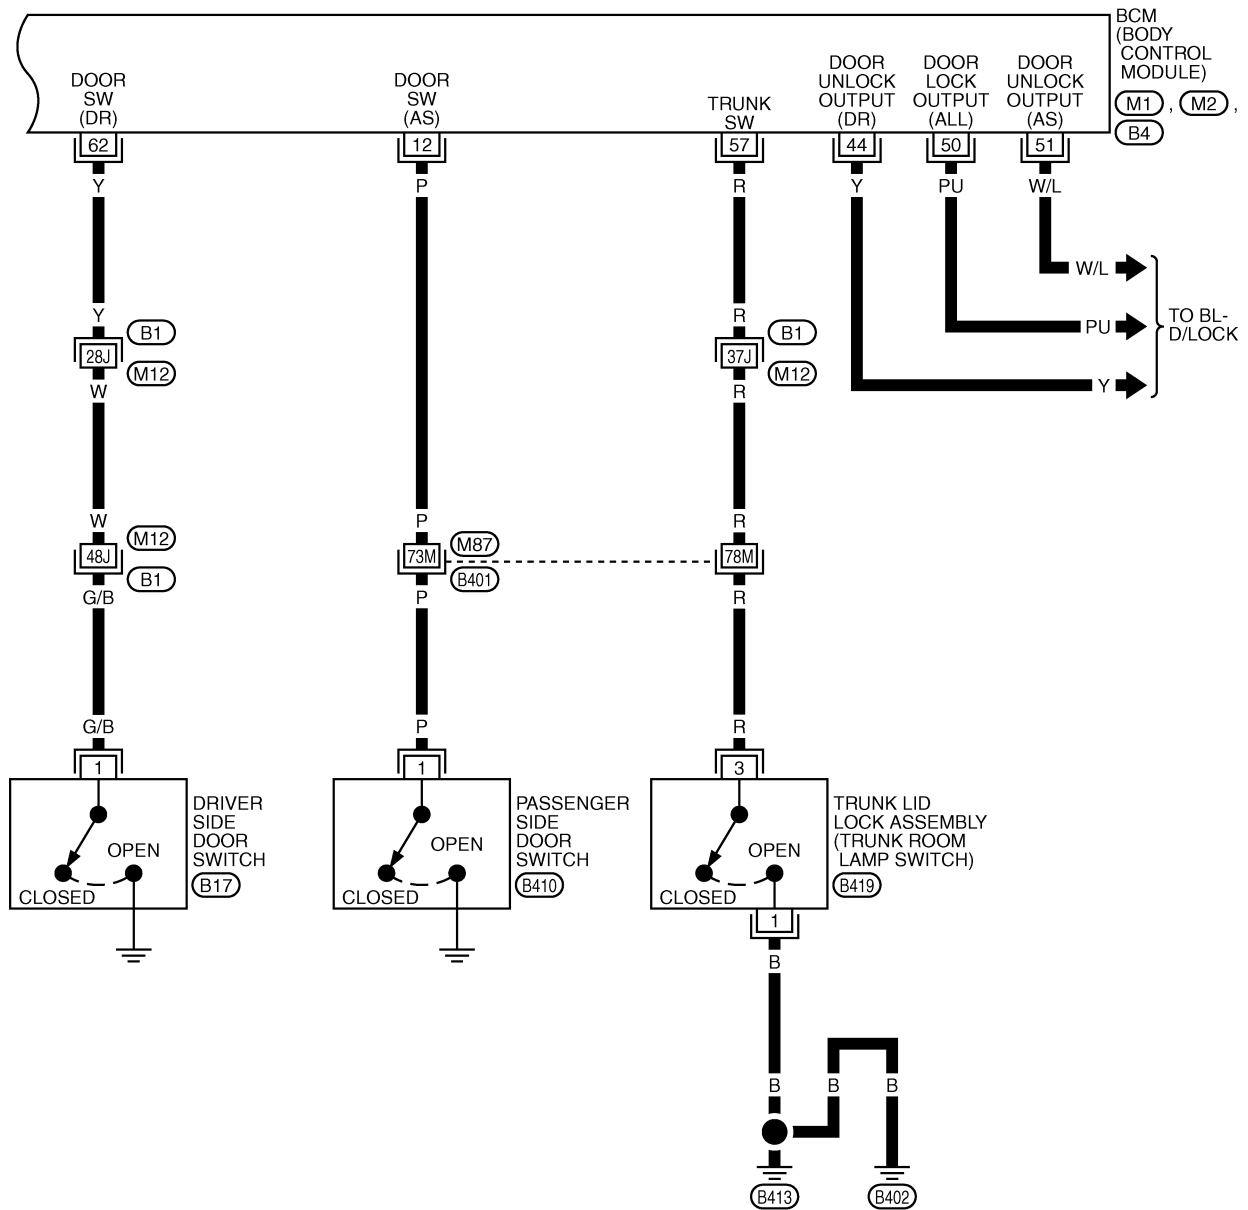 BCM
(BODY
CONTROL
MODULE)
M1 , M2 ,
B4
DOOR
SW
(DR)
DOOR
SW
(AS)
TRUNK
SW
DOOR
UNLOCK
OUTPUT
(DR)
DOOR
LOCK
OUTPUT
(ALL)
DOOR
UNLOCK
OUTPUT
(AS)
62
12
57
44
50
51
Y
P
R
Y
PU
W/L
W/L
PU
Y
TO BL-
D/LOCK
Y
R
B1
28J
M12
B1
37J
M12
W
R
W
P
R
M12
48J
B1
M87
73M
B401
78M
G/B
P
R
G/B
P
R
1
1
3
DRIVER
SIDE
DOOR
SWITCH
B17
OPEN
CLOSED
PASSENGER
SIDE
DOOR
SWITCH
B410
OPEN
CLOSED
TRUNK LID
LOCK ASSEMBLY
(TRUNK ROOM
LAMP SWITCH)
B419
OPEN
CLOSED
1
B
B
B
B
B413
B402